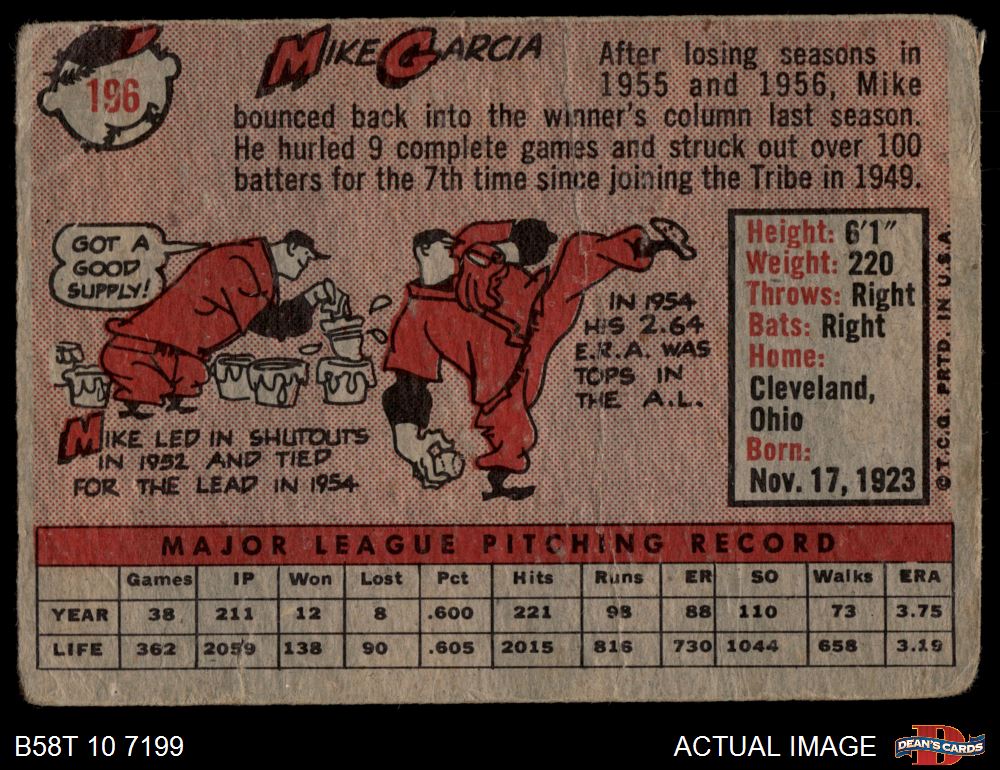 196
MIKE GARCIA
After losing seasons in
1955 and 1956, Mike
bounced back into the winner's column last season.
He hurled 9 complete games and struck out over 100
batters for the 7th time since joining the Tribe in 1949.
GOT A
GOOD
SUPPLY!
MIKE LED IN SHUTOUTS
IN 1952 AND TIED
FOR THE LEAD IN 1954
IN 1954
HIS 2.64
E.R.A. WAS
TOPS IN
THE A.L.
Height: 6'1"
Weight: 220
Throws: Right
Bats: Right
Home:
Cleveland,
Ohio
Born:
Nov. 17, 1923
© T.C.G. PRTD. IN U.S.A.
MAJOR LEAGUE PITCHING RECORD
Games IP Won Lost Pct Hits Runs ER SO Walks ERA
YEAR 38 211 12 8 .600 221 98 88 110 73 3.75
LIFE 362 2059 138 90 .605 2015 816 730 1044 658 3.19
B58T 10 7199
ACTUAL IMAGE
D
DEAN'S CARDS